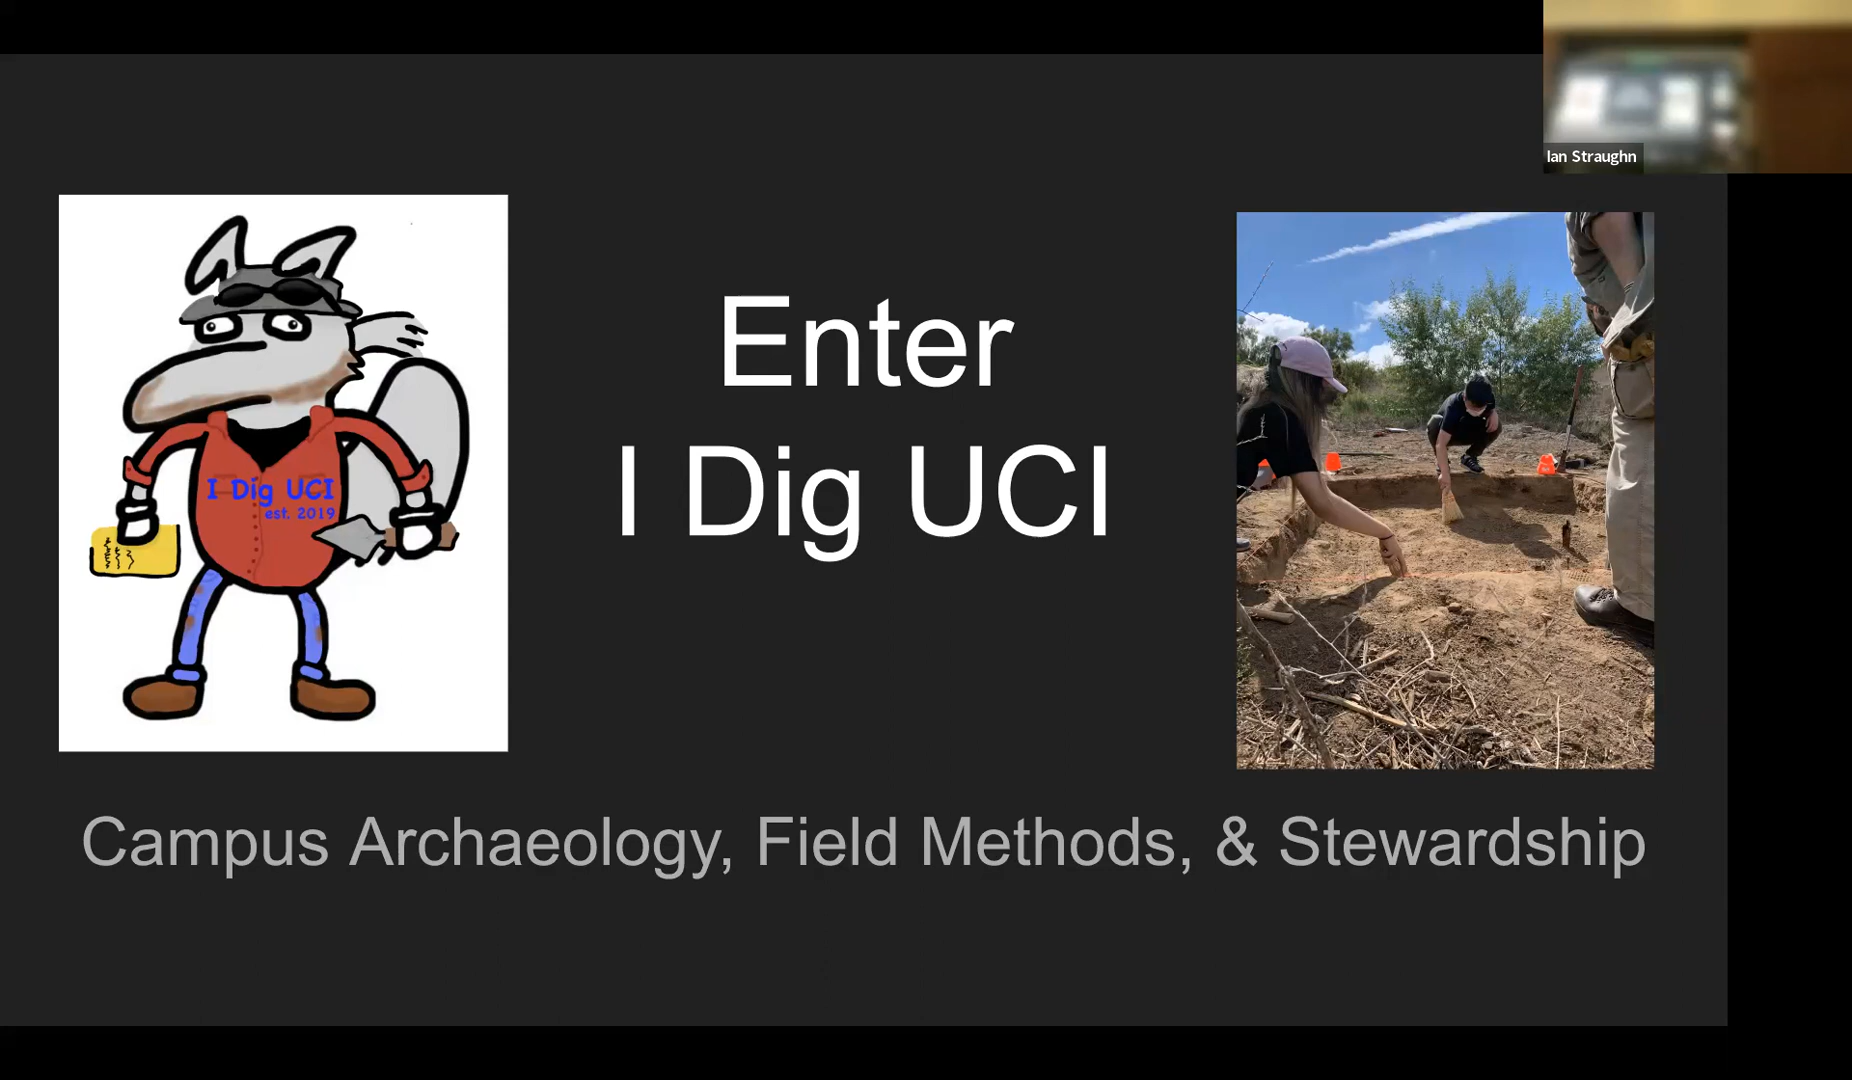 Ian Straughn
Enter
I Dig UCI
I Dig UCI
est. 2019
Campus Archaeology, Field Methods, & Stewardship